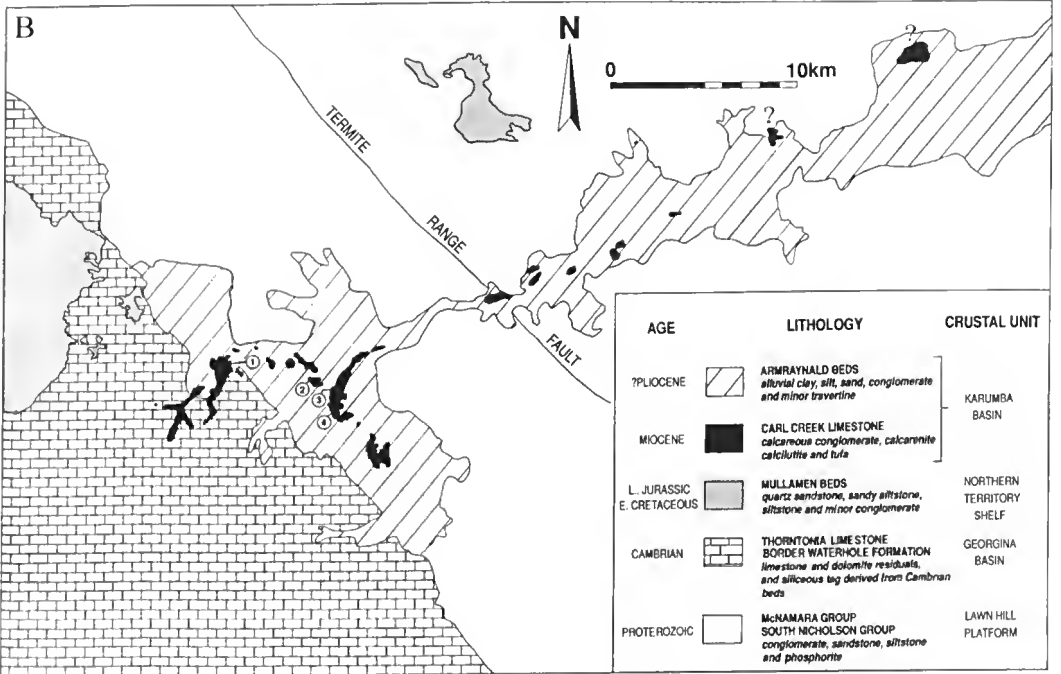 B
N
?
0 10km
?
TERMITE
RANGE
FAULT
1
2
3
4
AGE LITHOLOGY CRUSTAL UNIT
?PLIOCENE
ARMRAYNALD BEDS
alluvial clay, silt, sand, conglomerate
and minor travertine
KARUMBA
BASIN
MIOCENE
CARL CREEK LIMESTONE
calcareous conglomerate, calcarenite
calcilutite and tufa
L. JURASSIC
E. CRETACEOUS
MULLAMEN BEDS
quartz sandstone, sandy siltstone,
siltstone and minor conglomerate
NORTHERN
TERRITORY
SHELF
CAMBRIAN
THORNTONIA LIMESTONE
BORDER WATERHOLE FORMATION
limestone and dolomite residuals,
and siliceous lag derived from Cambrian
beds
GEORGINA
BASIN
PROTEROZOIC
McNAMARA GROUP
SOUTH NICHOLSON GROUP
conglomerate, sandstone, siltstone
and phosphorite
LAWN HILL
PLATFORM